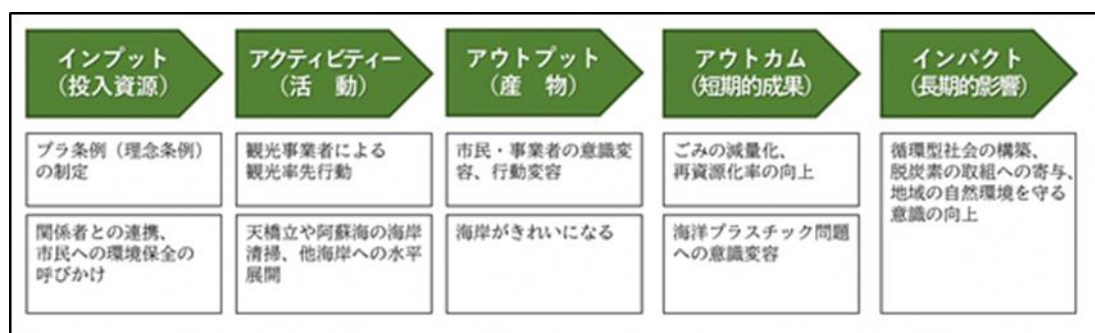 インプット
(投入資源)
アクティビティー
(活 動)
アウトプット
(産 物)
アウトカム
(短期的成果)
インパクト
(長期的影響)
プラ条例（理念条例）
の制定
観光事業者による
観光率先行動
市民・事業者の意識変
容、行動変容
ごみの減量化、
再資源化率の向上
循環型社会の構築、
脱炭素の取組への寄与、
地域の自然環境を守る
意識の向上
関係者との連携、
市民への環境保全の
呼びかけ
天橋立や阿蘇海の海岸
清掃、他海岸への水平
展開
海岸がきれいになる
海洋プラスチック問題
への意識変容